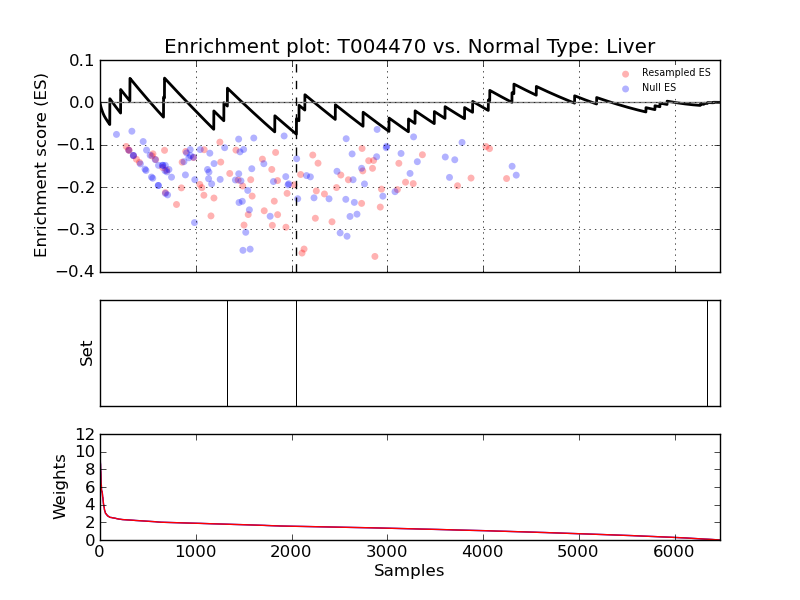 Enrichment plot: T004470 vs. Normal Type: Liver
Enrichment score (ES)
0.1
0.0
−0.1
−0.2
−0.3
−0.4
Resampled ES
Null ES
Set
Weights
12
10
8
6
4
2
0
0 1000 2000 3000 4000 5000 6000
Samples